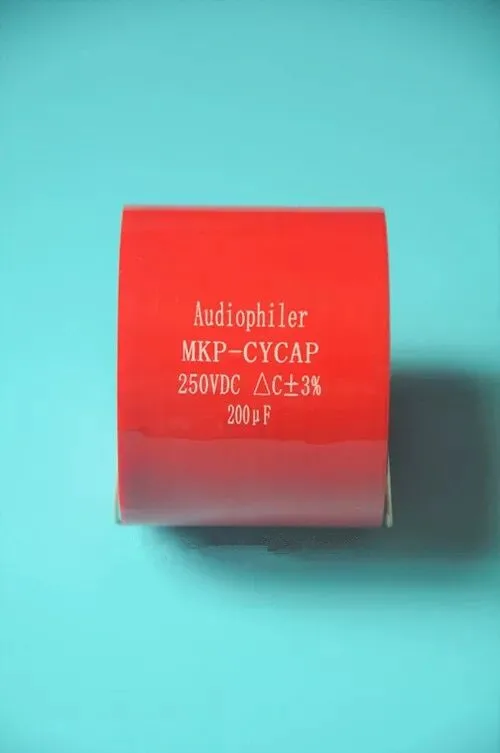 Audiophiler
MKP-CYCAP
250VDC △C±3%
200μF